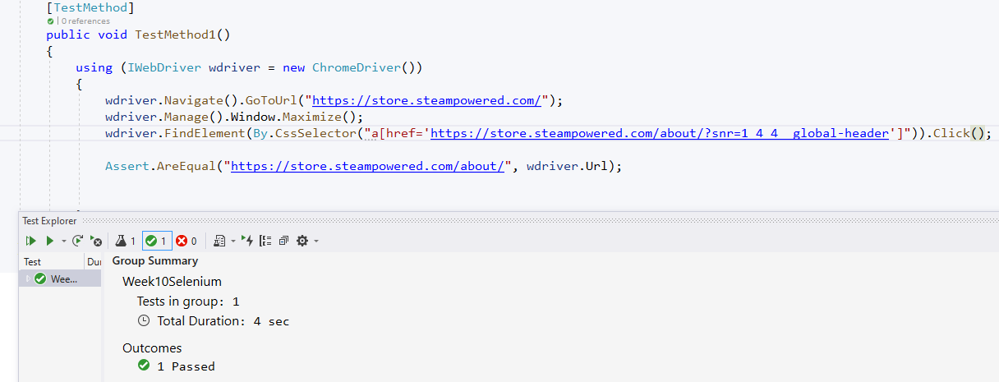 [TestMethod]
| 0 references
public void TestMethod1()
{
using (IWebDriver wdriver = new ChromeDriver())
{
wdriver.Navigate().GoToUrl("https://store.steampowered.com/");
wdriver.Manage().Window.Maximize();
wdriver.FindElement(By.CssSelector("a[href='https://store.steampowered.com/about/?snr=1_4_4__global-header']")).Click();
Assert.AreEqual("https://store.steampowered.com/about/", wdriver.Url);
Test Explorer
1 1 0
Test Du
Wee...
Group Summary
Week10Selenium
Tests in group: 1
Total Duration: 4 sec
Outcomes
1 Passed